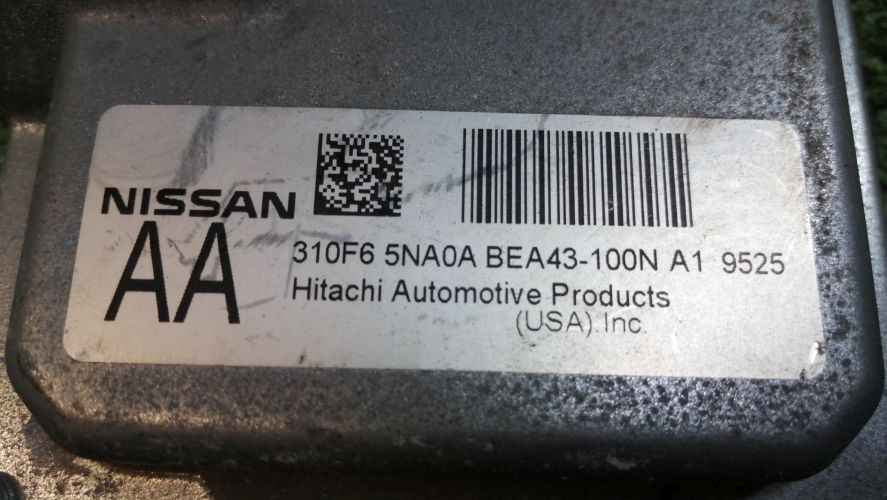 NISSAN
AA
310F6 5NA0A BEA43-100N A1 9525
Hitachi Automotive Products
(USA).Inc.